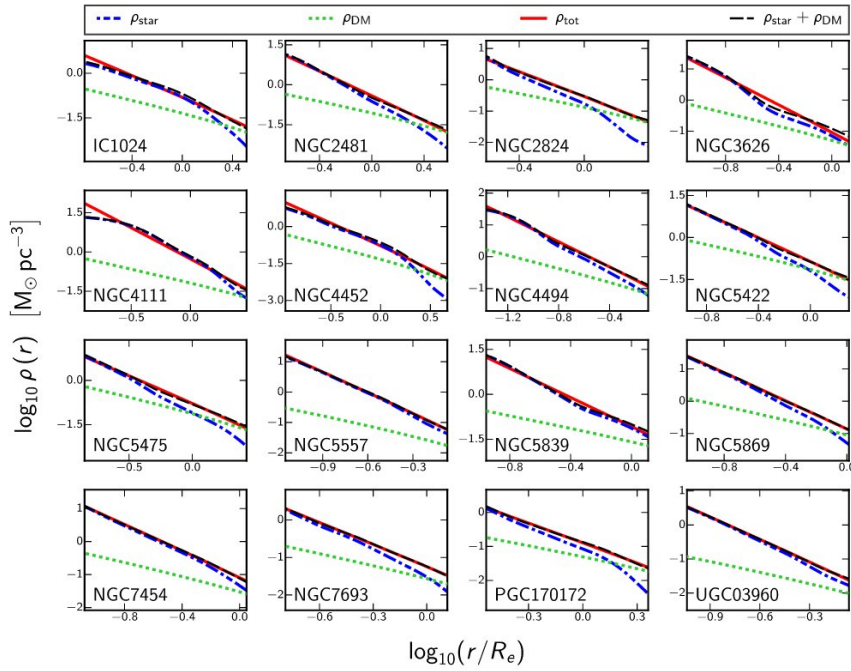 ρstar ρDM ρtot ρstar + ρDM
log10 ρ(r) [M⊙ pc−3]
0.0 −1.5 IC1024 0.0 0.5
1.5 0.0 −1.5 NGC2481 −0.5 0.0 0.5
1 0 −1 −2 NGC2824 −0.4 0.0
1 0 −1 NGC3626 −0.8 −0.4 0.0
1.5 0.0 −1.5 NGC4111 −0.5 0.0
0.0 −1.5 −3.0 NGC4452 −0.4 0.0 0.4
2 1 0 −1 NGC4494 −1.2 −0.8 −0.4
1.5 0.0 −1.5 NGC5422 −0.8 −0.4 0.0
0.0 −1.5 NGC5475 −0.5 0.0
1 0 −1 −2 NGC5557 −0.9 −0.6 −0.3
1.5 0.0 −1.5 NGC5839 −0.8 −0.4 0.0
1 0 −1 NGC5869 −0.8 −0.4 0.0
1 0 −1 −2 NGC7454 −0.8 −0.4 0.0
0 −1 −2 NGC7693 −0.6 −0.3 0.0
0 −1 −2 PGC170172 −0.3 0.0 0.3
1 0 −1 −2 UGC03960 −0.9 −0.6 −0.3
log10(r/Re)